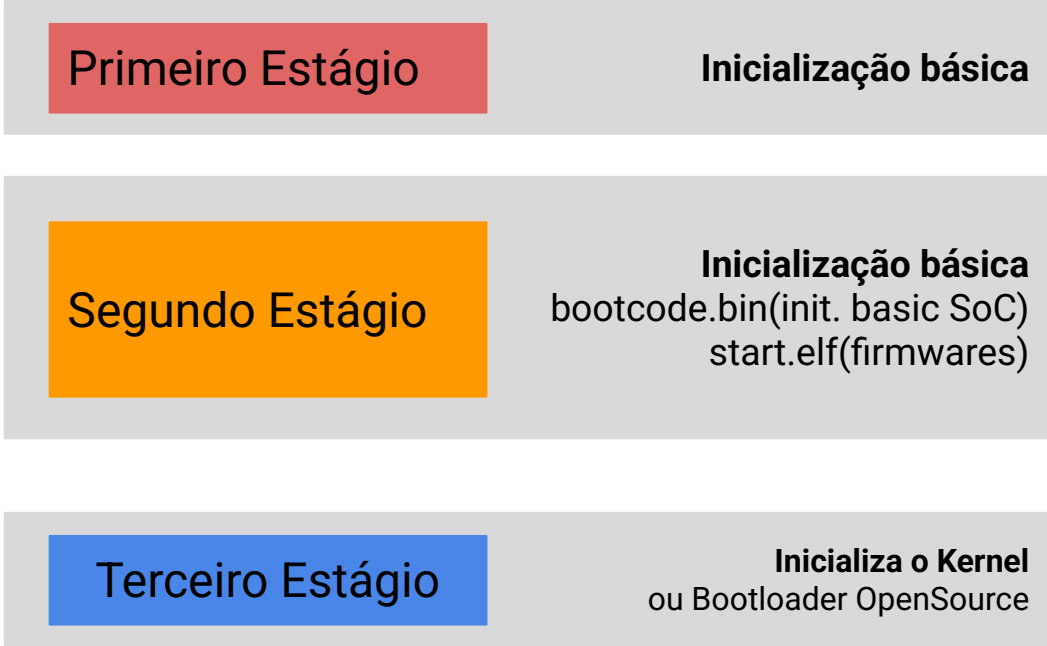 Primeiro Estágio
Inicialização básica
Segundo Estágio
Inicialização básica
bootcode.bin(init. basic SoC)
start.elf(firmwares)
Terceiro Estágio
Inicializa o Kernel
ou Bootloader OpenSource